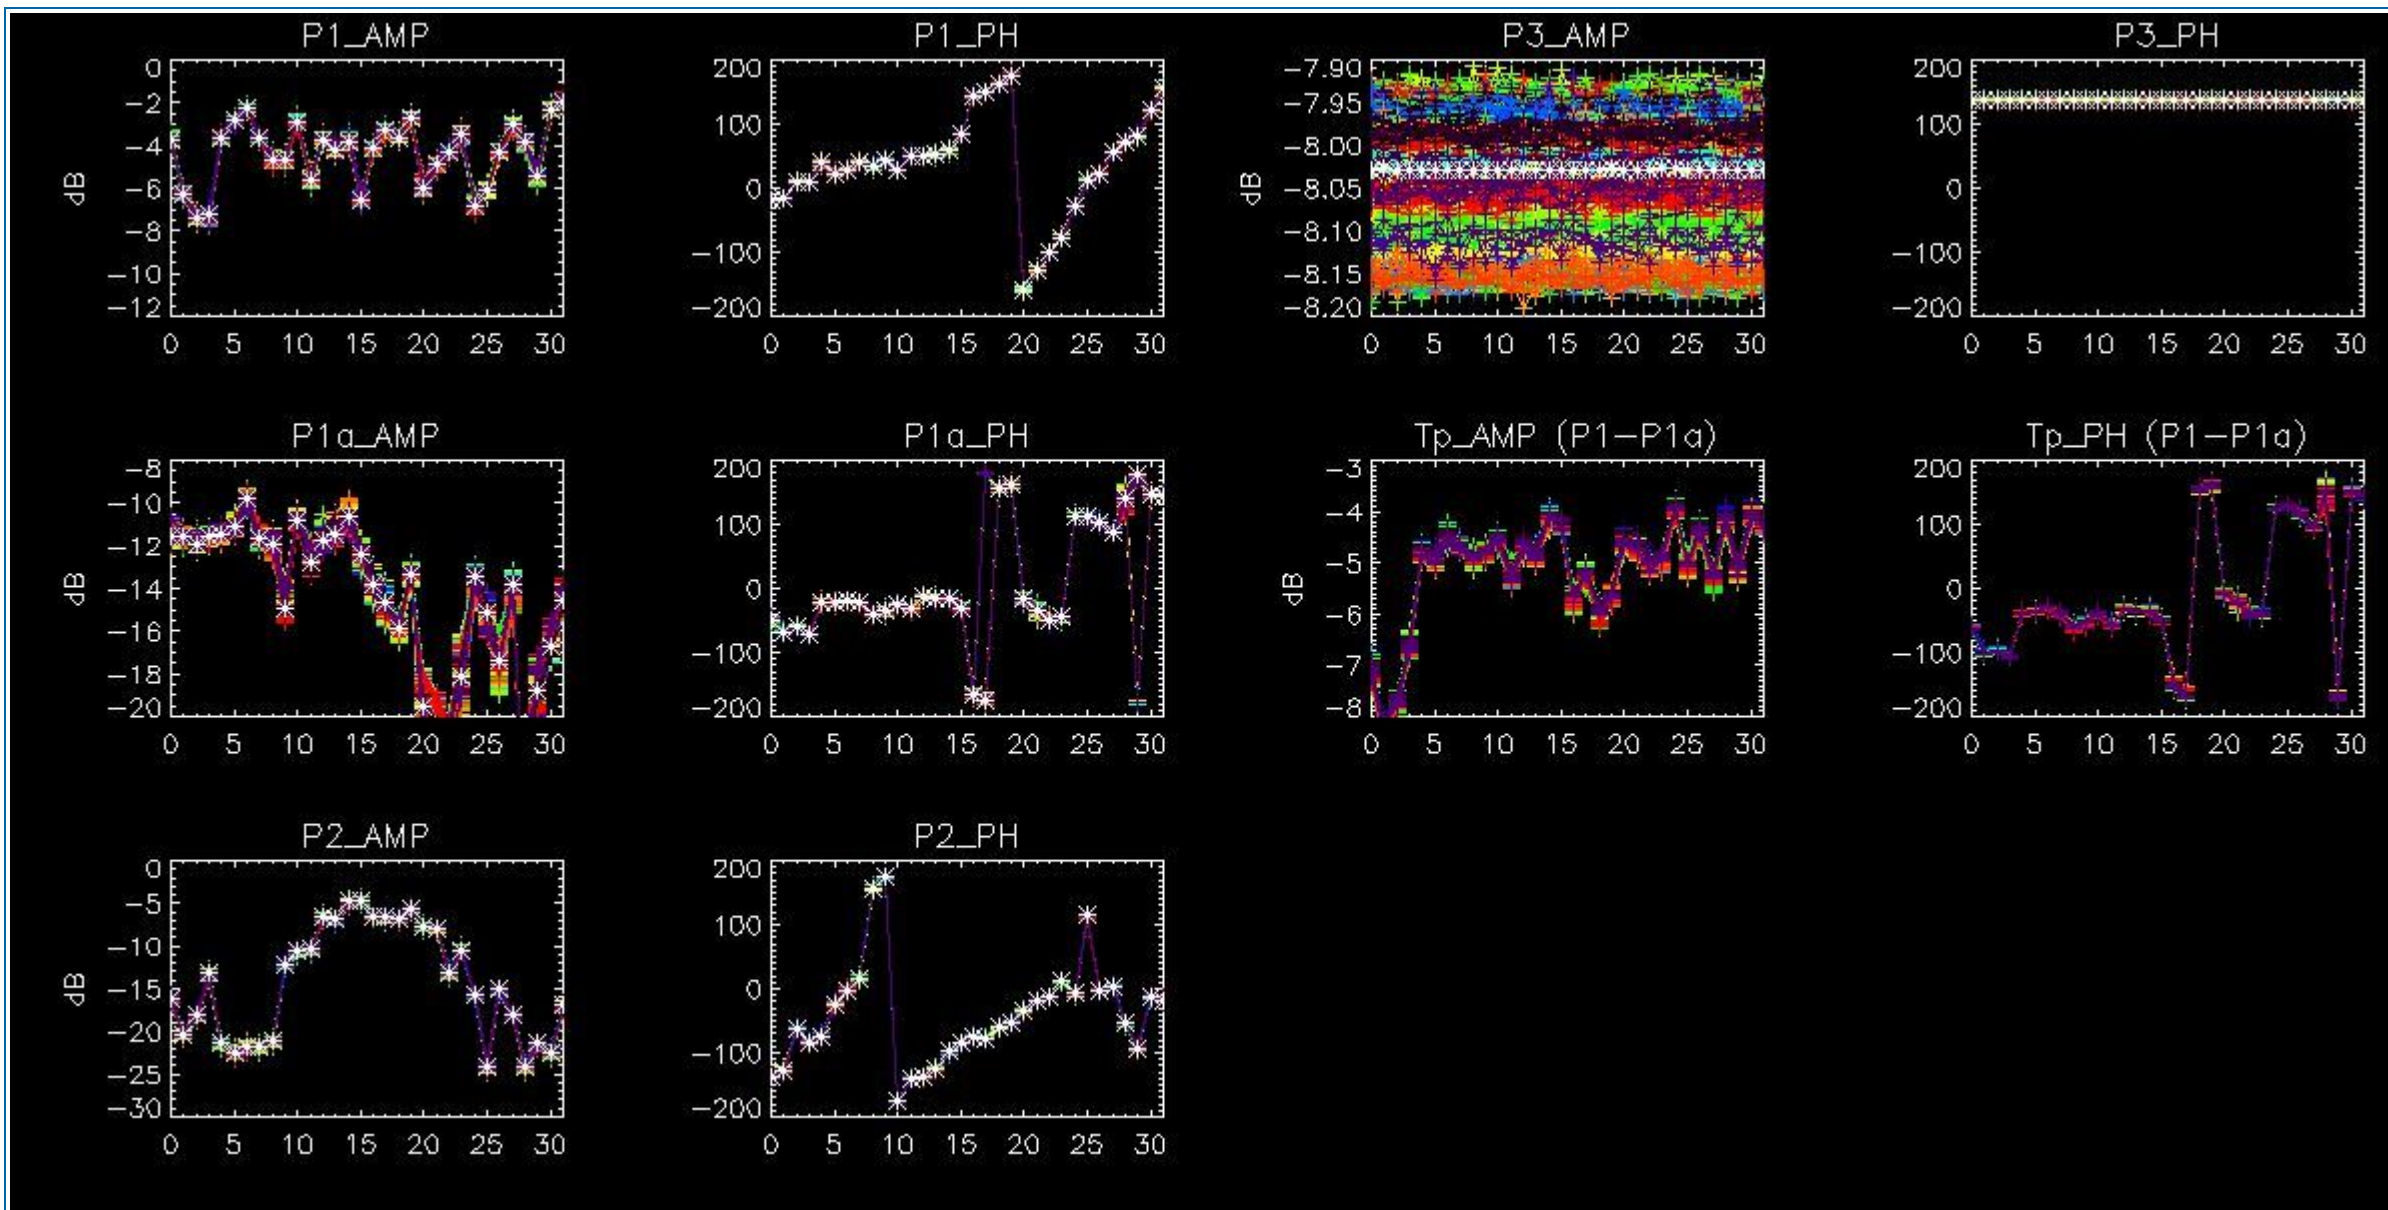 P1_AMP P1_PH P3_AMP P3_PH
0 200 −7.90 200
−2 100 −7.95 100
−4 0 −8.00 0
−6 −100 −8.05 −100
−8 −200 −8.10 −200
−10 −8.15
−12 −8.20
dB dB
0 5 10 15 20 25 30 0 5 10 15 20 25 30 0 5 10 15 20 25 30 0 5 10 15 20 25 30
P1a_AMP P1a_PH Tp_AMP (P1−P1a) Tp_PH (P1−P1a)
−8 200 −3 200
−10 100 −4 100
−12 0 −5 0
−14 −100 −6 −100
−16 −200 −7 −200
−18 −8
−20
dB dB
0 5 10 15 20 25 30 0 5 10 15 20 25 30 0 5 10 15 20 25 30 0 5 10 15 20 25 30
P2_AMP P2_PH
0 200
−5 100
−10 0
−15 −100
−20 −200
−25
−30
dB
0 5 10 15 20 25 30 0 5 10 15 20 25 30